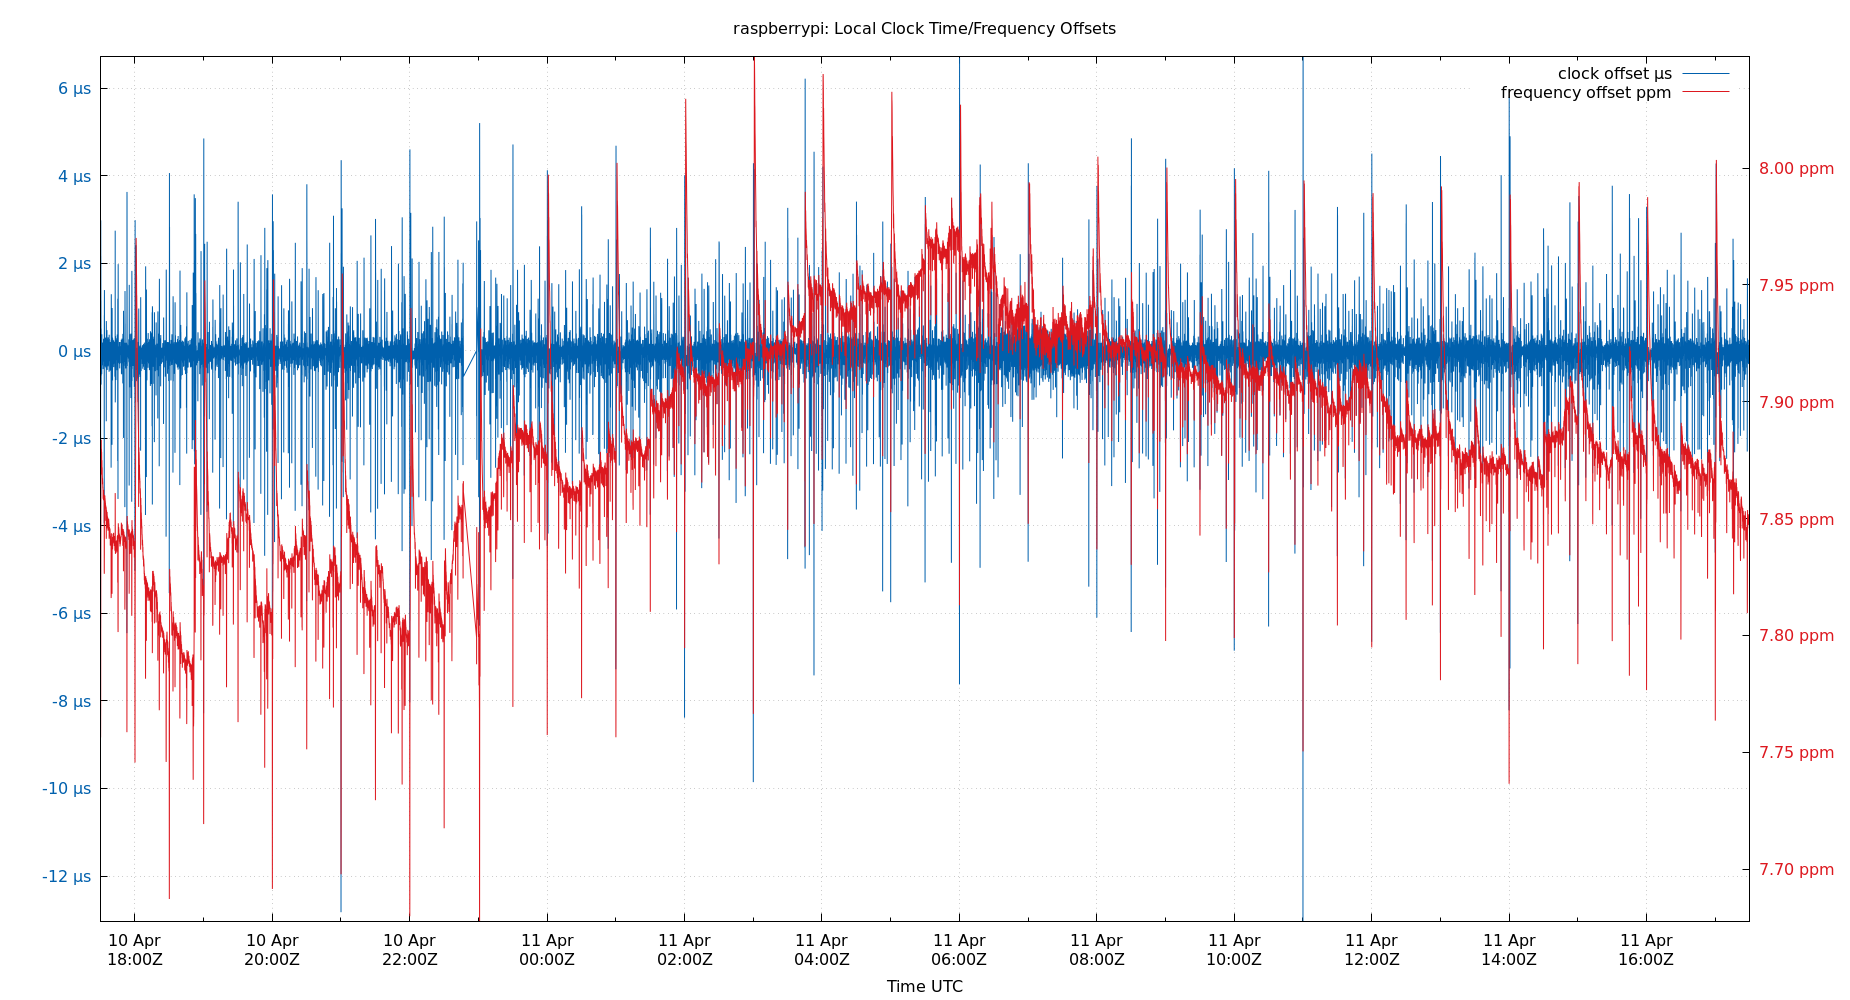 raspberrypi: Local Clock Time/Frequency Offsets
clock offset µs
frequency offset ppm
6 µs
4 µs
2 µs
0 µs
-2 µs
-4 µs
-6 µs
-8 µs
-10 µs
-12 µs
8.00 ppm
7.95 ppm
7.90 ppm
7.85 ppm
7.80 ppm
7.75 ppm
7.70 ppm
10 Apr
18:00Z
10 Apr
20:00Z
10 Apr
22:00Z
11 Apr
00:00Z
11 Apr
02:00Z
11 Apr
04:00Z
11 Apr
06:00Z
11 Apr
08:00Z
11 Apr
10:00Z
11 Apr
12:00Z
11 Apr
14:00Z
11 Apr
16:00Z
Time UTC